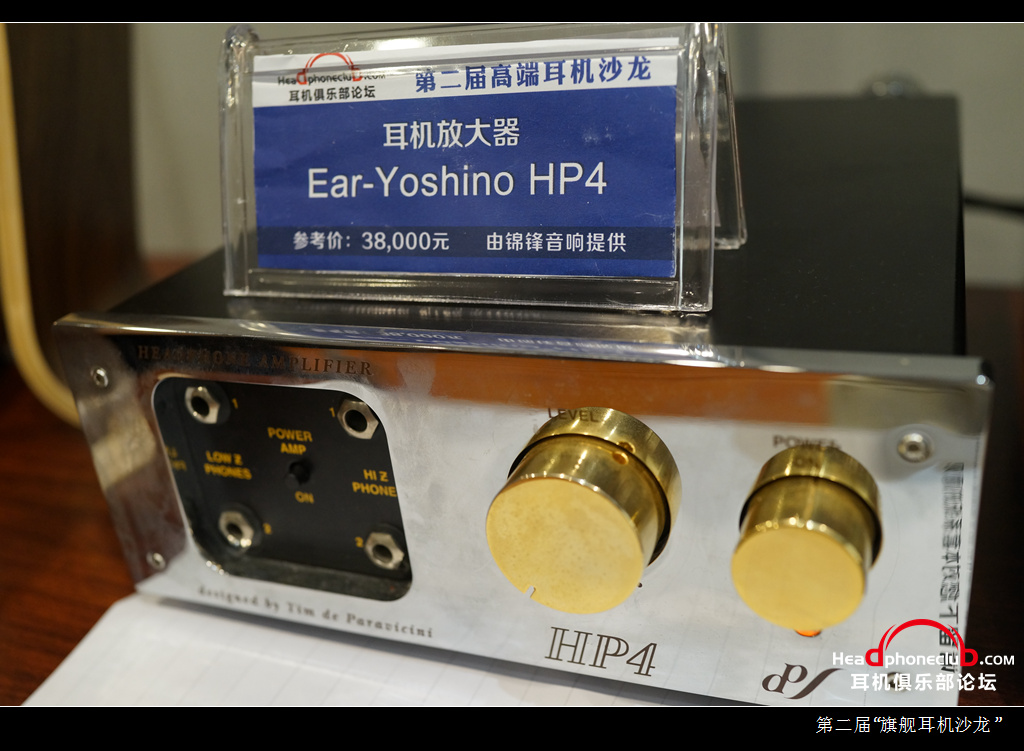 Headphoneclub.com
耳机俱乐部论坛
第二届高端耳机沙龙
耳机放大器
Ear-Yoshino HP4
参考价：38,000元 由锦锋音响提供
HEADPHONE AMPLIFIER
1
1
POWER
AMP
ON
LOW Z
PHONES
HI Z
PHONE
2
2
LEVEL
POWER
ON
designed by Tim de Paravicini
HP4
HeadphoneclubD.com
耳机俱乐部论坛
第二届“旗舰耳机沙龙”